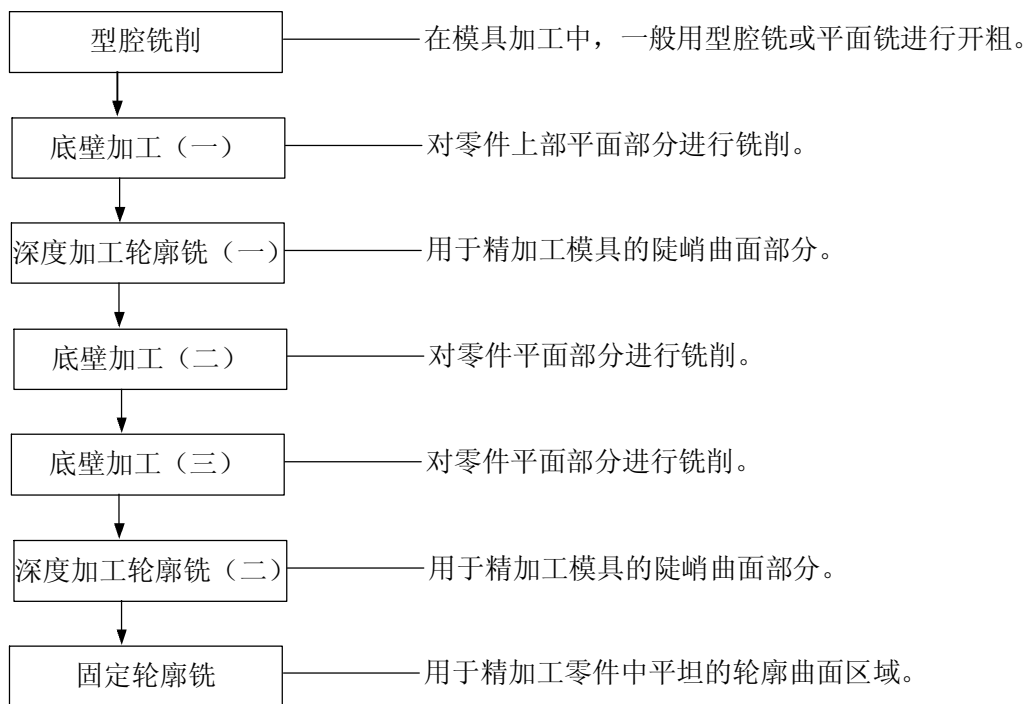 型腔铣削
在模具加工中，一般用型腔铣或平面铣进行开粗。
底壁加工（一）
对零件上部平面部分进行铣削。
深度加工轮廓铣（一）
用于精加工模具的陡峭曲面部分。
底壁加工（二）
对零件平面部分进行铣削。
底壁加工（三）
对零件平面部分进行铣削。
深度加工轮廓铣（二）
用于精加工模具的陡峭曲面部分。
固定轮廓铣
用于精加工零件中平坦的轮廓曲面区域。